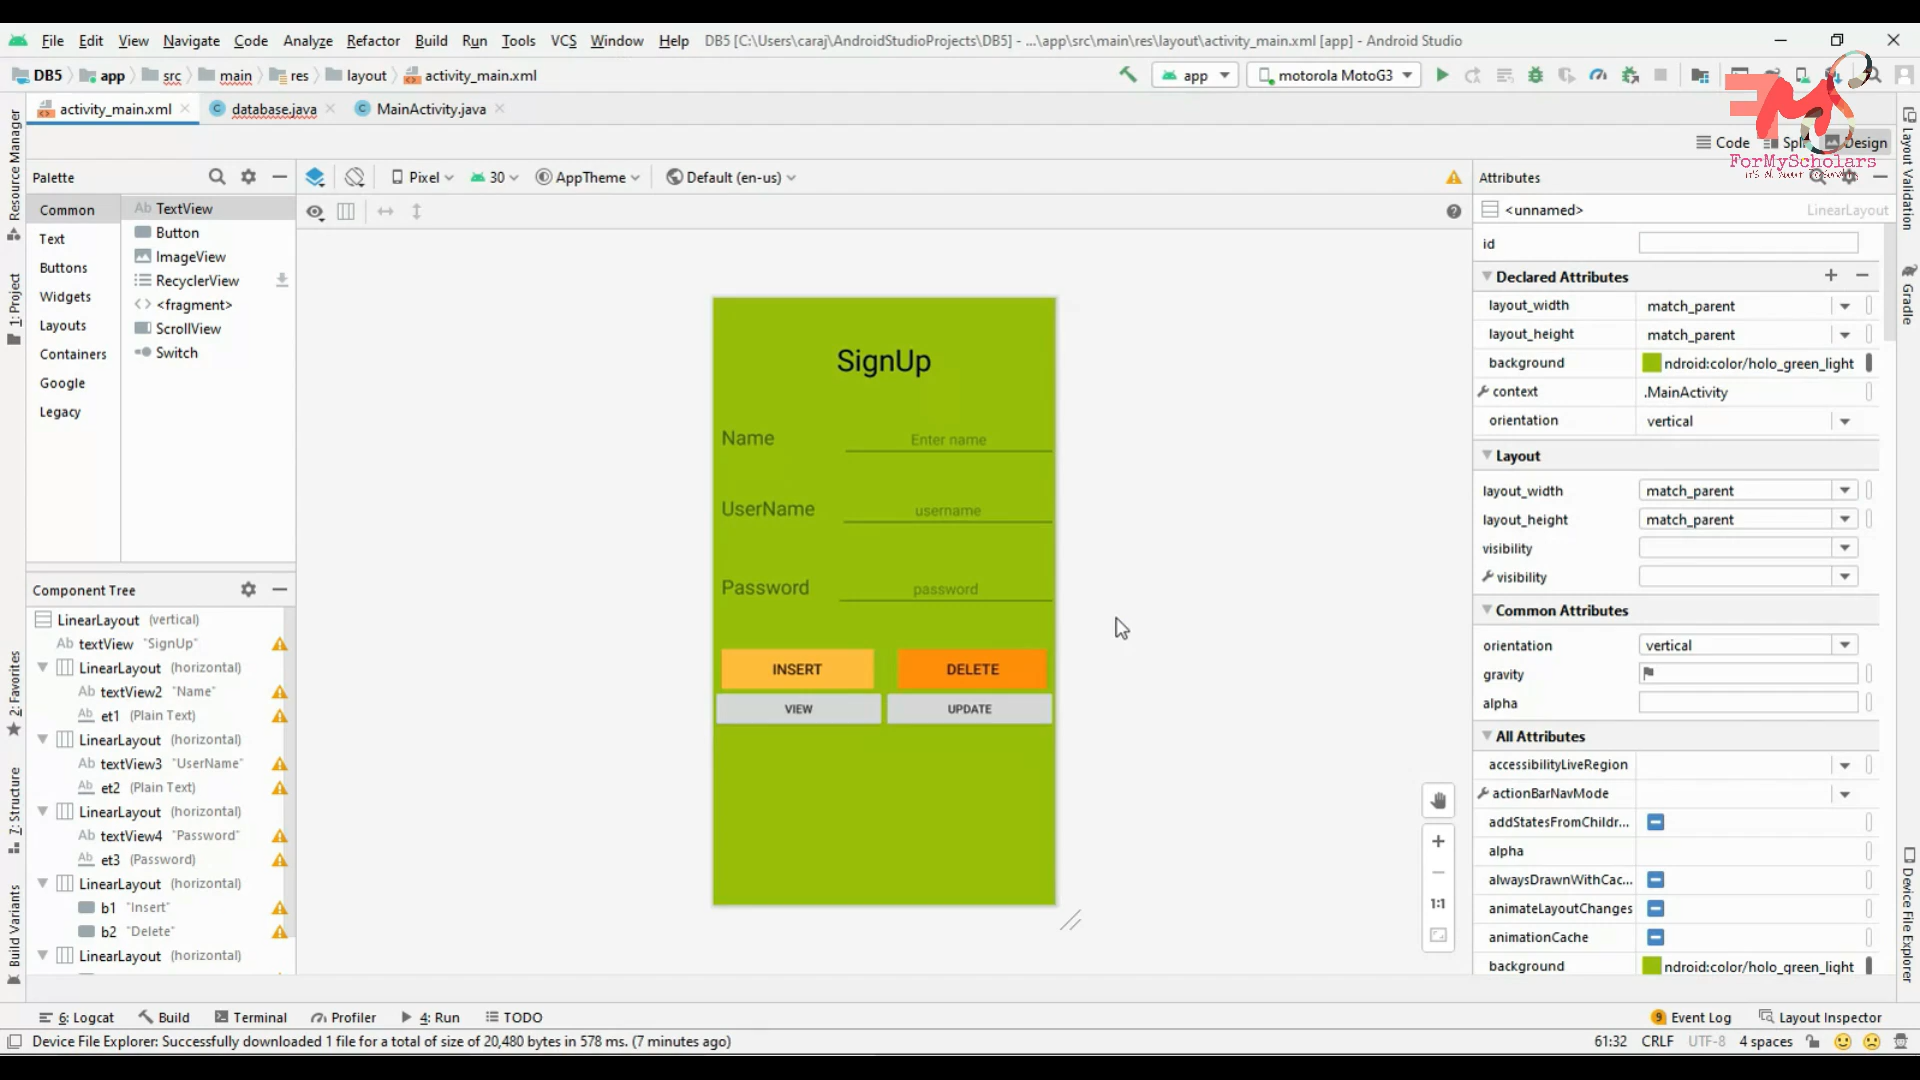 File Edit View Navigate Code Analyze Refactor Build Run Tools VCS Window Help DB5 [C:\Users\caraj\AndroidStudioProjects\DB5] - ...\app\src\main\res\layout\activity_main.xml [app] - Android Studio
DB5 app src main res layout activity_main.xml app motorola MotoG3
activity_main.xml database.java MainActivity.java
Code Spl Design
ForMyScholars
Palette Pixel 30 AppTheme Default (en-us) Attributes
Common Ab TextView <unnamed> LinearLayout
Text Button
Buttons ImageView
Widgets RecyclerView
Layouts <fragment>
Containers ScrollView
Google Switch
Legacy
id
Declared Attributes
layout_width match_parent
layout_height match_parent
background ndroid:color/holo_green_light
context .MainActivity
orientation vertical
Layout
layout_width match_parent
layout_height match_parent
visibility
visibility
Common Attributes
orientation vertical
gravity
alpha
All Attributes
accessibilityLiveRegion
actionBarNavMode
addStatesFromChildr...
alpha
alwaysDrawnWithCac...
animateLayoutChanges
animationCache
background ndroid:color/holo_green_light
SignUp
Name Enter name
UserName username
Password password
INSERT DELETE
VIEW UPDATE
1:1
Component Tree
LinearLayout (vertical)
Ab textView "SignUp"
LinearLayout (horizontal)
Ab textView2 "Name"
Ab et1 (Plain Text)
LinearLayout (horizontal)
Ab textView3 "UserName"
Ab et2 (Plain Text)
LinearLayout (horizontal)
Ab textView4 "Password"
Ab et3 (Password)
LinearLayout (horizontal)
b1 "Insert"
b2 "Delete"
LinearLayout (horizontal)
Resource Manager
1: Project
2: Favorites
7: Structure
Build Variants
Layout Validation
Gradle
Device File Explorer
6: Logcat Build Terminal Profiler 4: Run TODO 9 Event Log Layout Inspector
Device File Explorer: Successfully downloaded 1 file for a total of size of 20,480 bytes in 578 ms. (7 minutes ago) 61:32 CRLF UTF-8 4 spaces